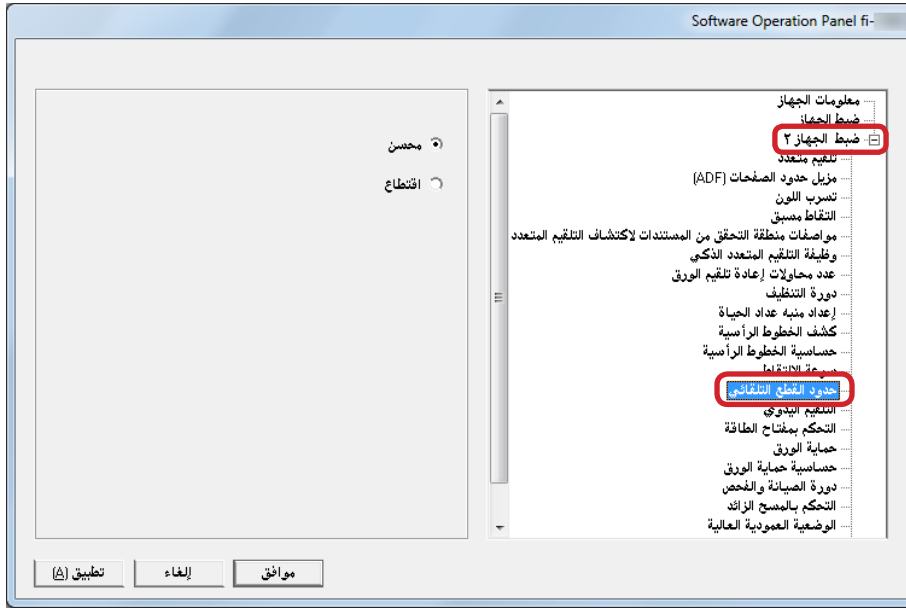 Software Operation Panel fi-
معلومات الجهاز
ضبط الجهاز
ضبط الجهاز ٢
تلقيم متعدد
مزيل حدود الصفحات (ADF)
تسرب اللون
التقاط مسبق
مواصفات منطقة التحقق من المستندات لاكتشاف التلقيم المتعدد
وظيفة التلقيم المتعدد الذكي
عدد محاولات إعادة تلقيم الورق
دورة التنظيف
إعداد منبه عداد الحياة
كشف الخطوط الرأسية
حساسية الخطوط الرأسية
سرعة الالتقاط
حدود القطع التلقائي
التلقيم اليدوي
التحكم بمفتاح الطاقة
حماية الورق
حساسية حماية الورق
دورة الصيانة والفحص
التحكم بالمسح الزائد
الوضعية العمودية العالية
محسن
اقتطاع
موافق
إلغاء
تطبيق (A)